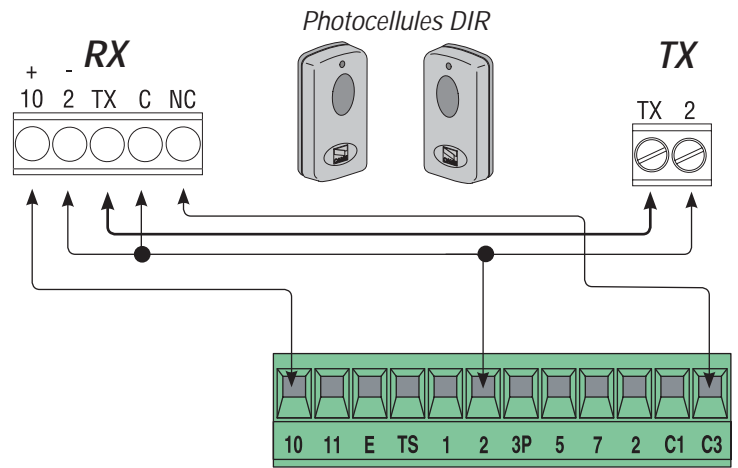 Photocellules DIR
RX
TX
+ -
10 2 TX C NC
TX 2
10 11 E TS 1 2 3P 5 7 2 C1 C3